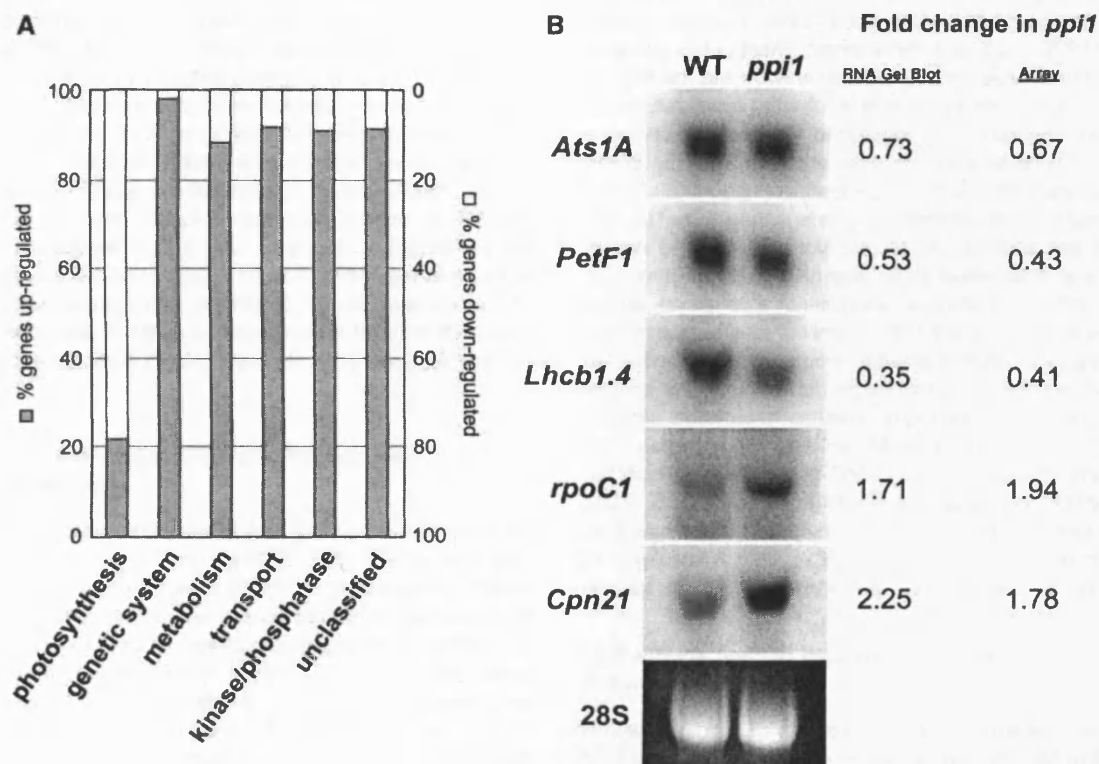 A
% genes up-regulated
100
80
60
40
20
0
0
20
40
60
80
100
% genes down-regulated
photosynthesis
genetic system
metabolism
transport
kinase/phosphatase
unclassified
B
Fold change in ppi1
WT ppi1 RNA Gel Blot Array
Ats1A 0.73 0.67
PetF1 0.53 0.43
Lhcb1.4 0.35 0.41
rpoC1 1.71 1.94
Cpn21 2.25 1.78
28S